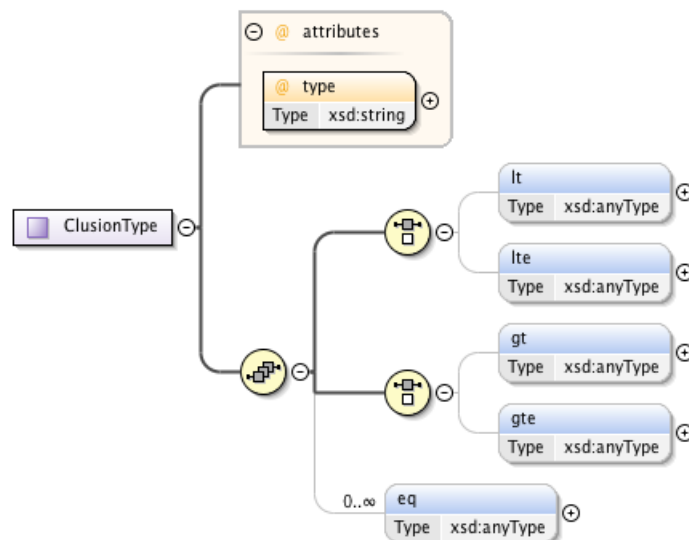 @ attributes
@ type
Type xsd:string
ClusionType
lt
Type xsd:anyType
lte
Type xsd:anyType
gt
Type xsd:anyType
gte
Type xsd:anyType
0..∞
eq
Type xsd:anyType